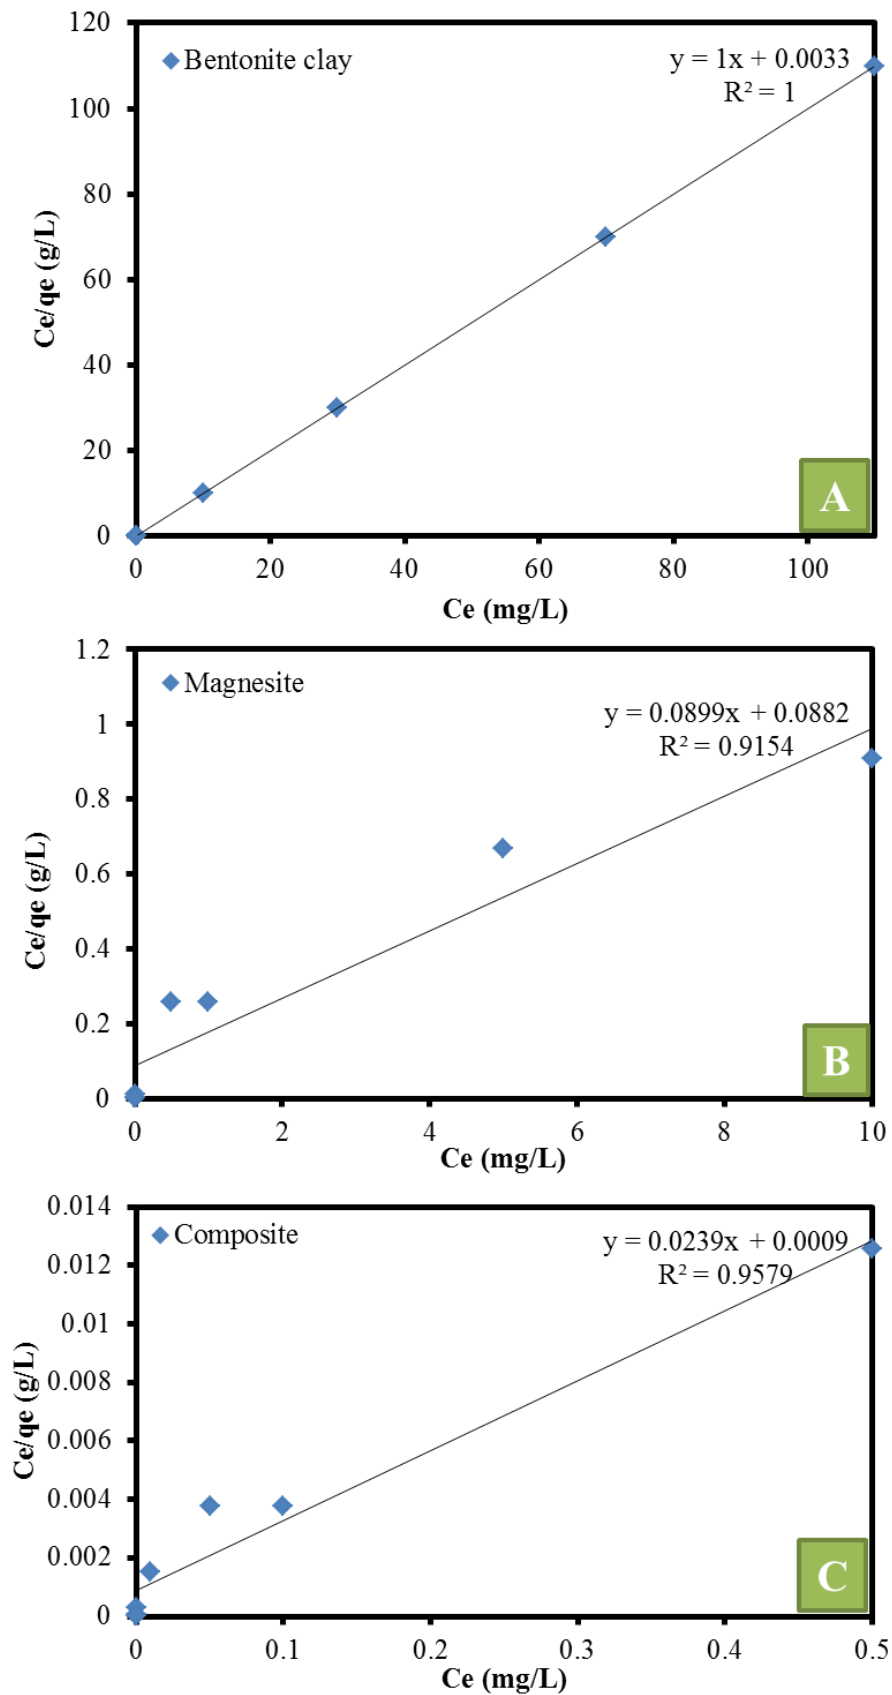 120
Bentonite clay
y = 1x + 0.0033
R² = 1
100
80
60
40
20
0
Ce/qe (g/L)
A
0 20 40 60 80 100
Ce (mg/L)
1.2
Magnesite
y = 0.0899x + 0.0882
R² = 0.9154
1
0.8
0.6
0.4
0.2
0
Ce/qe (g/L)
B
0 2 4 6 8 10
Ce (mg/L)
0.014
Composite
y = 0.0239x + 0.0009
R² = 0.9579
0.012
0.01
0.008
0.006
0.004
0.002
0
Ce/qe (g/L)
C
0 0.1 0.2 0.3 0.4 0.5
Ce (mg/L)